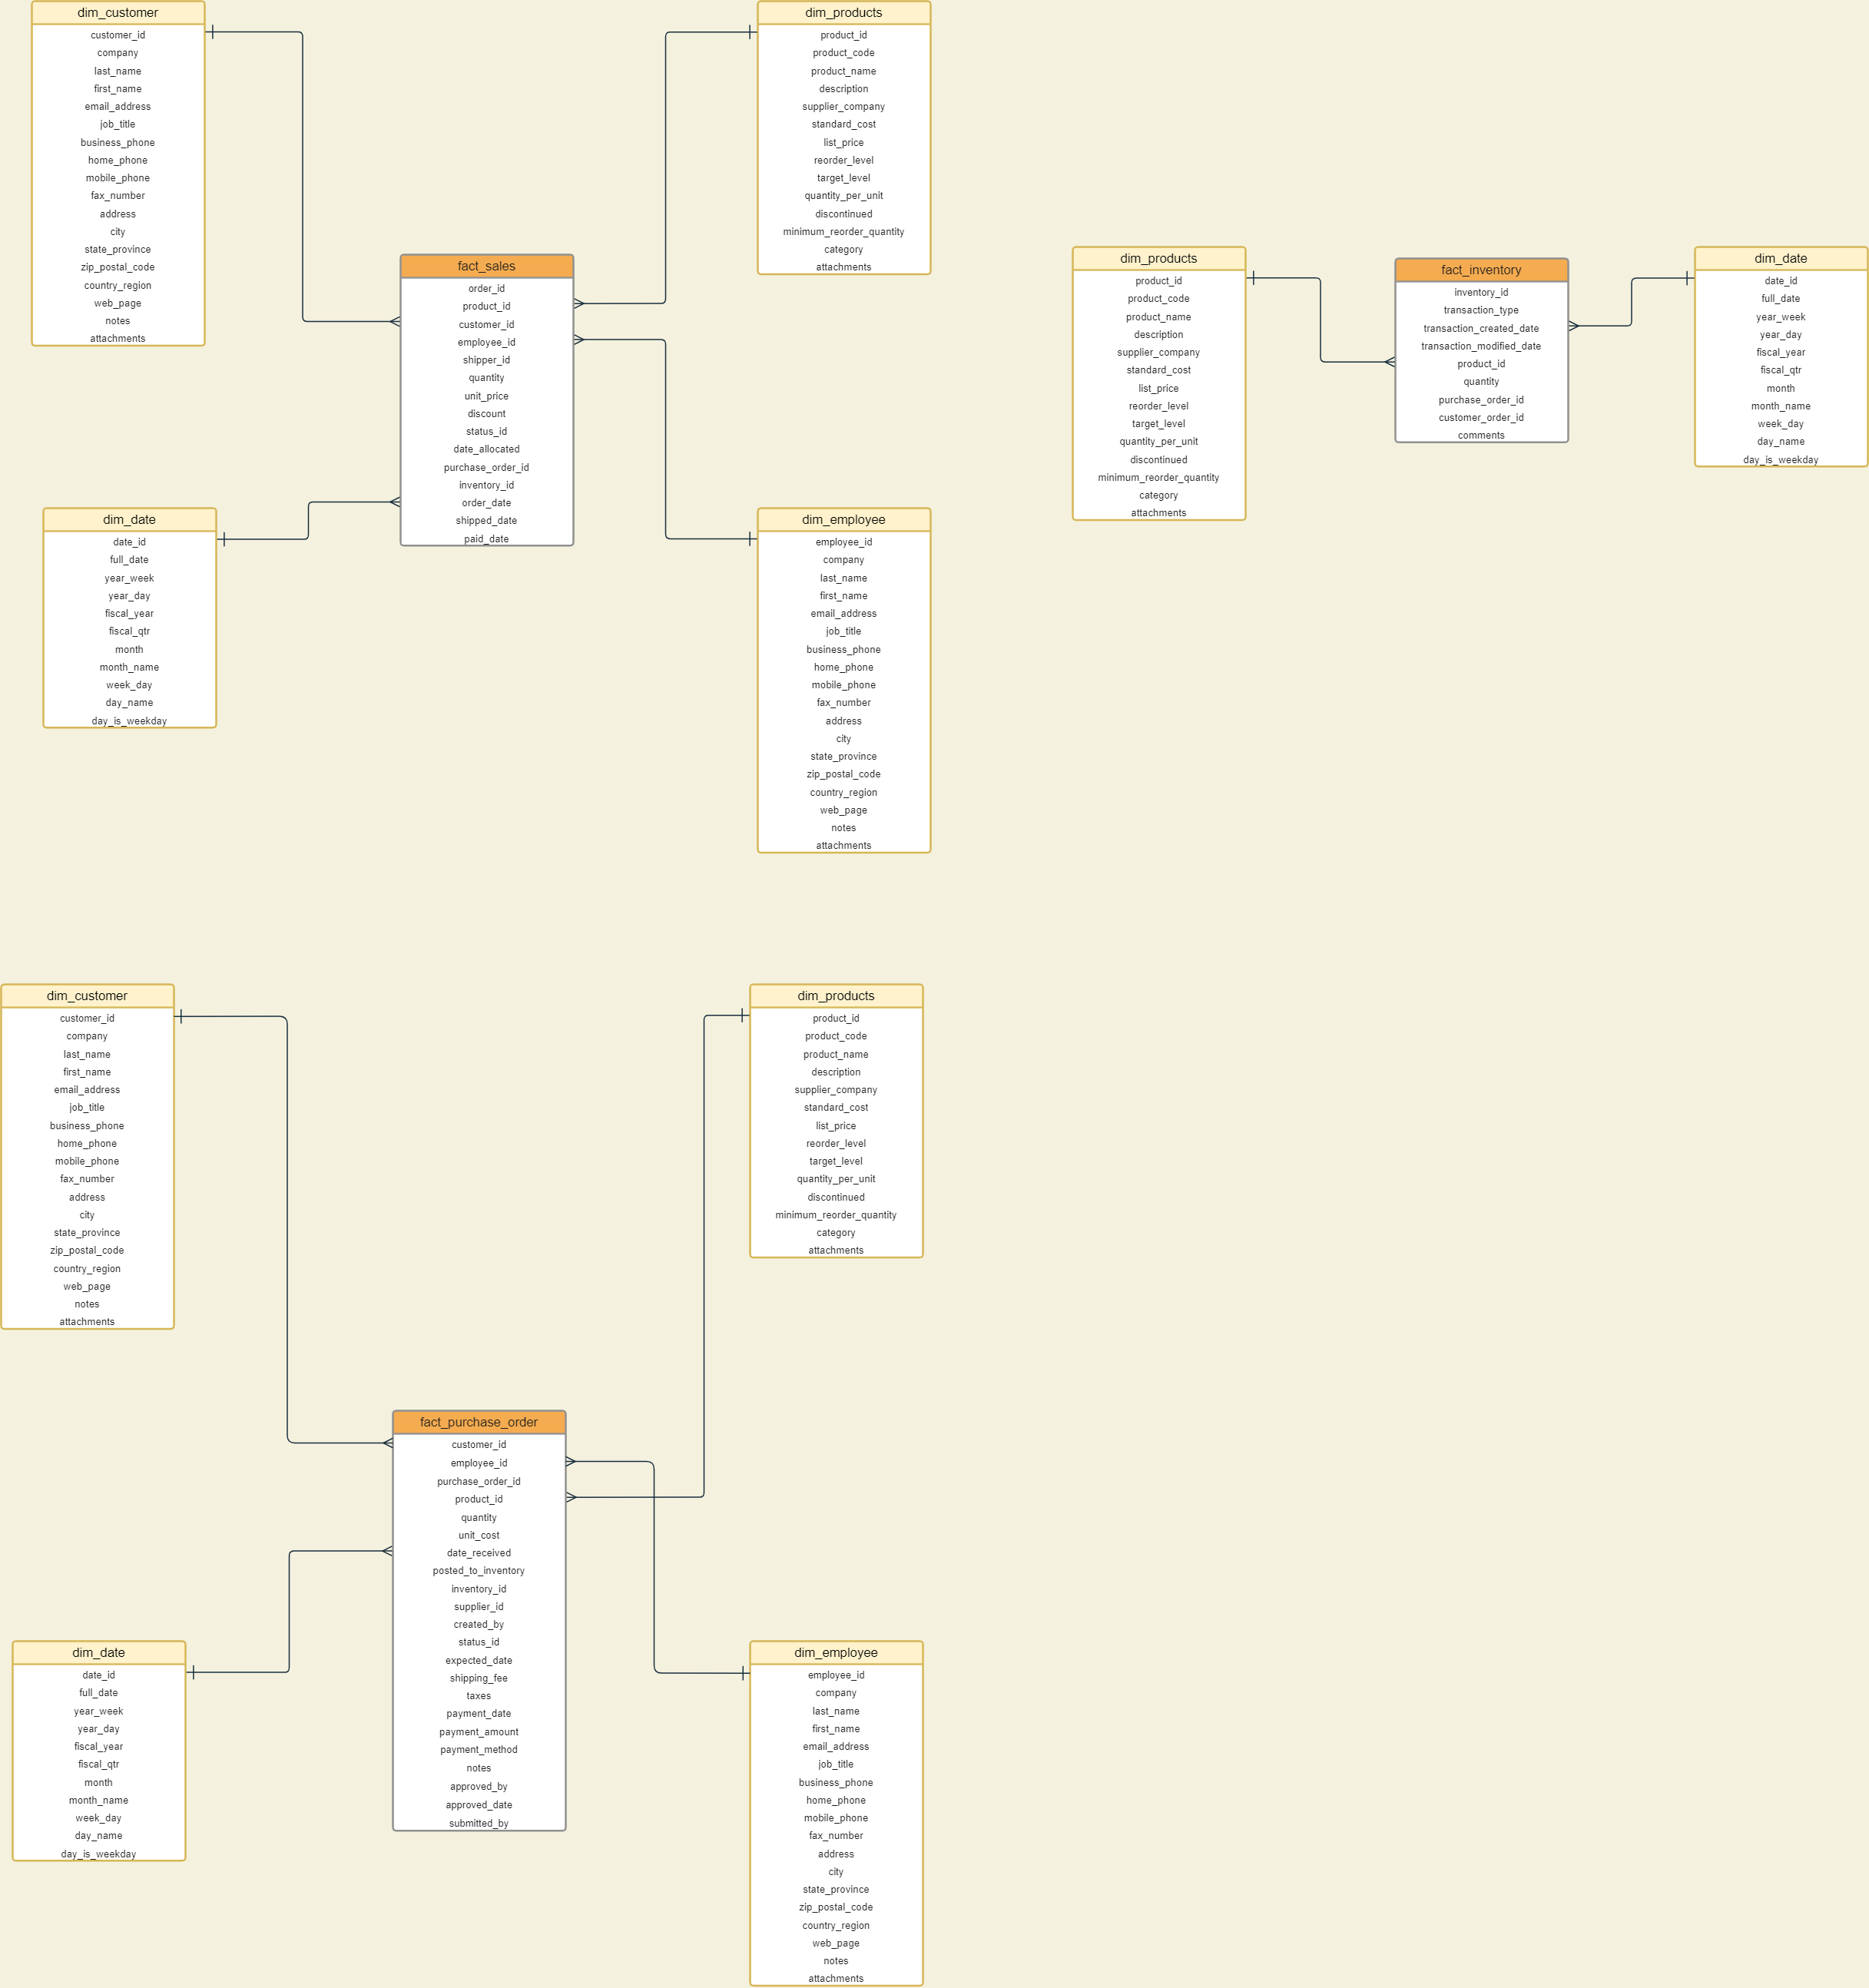 dim_customer
customer_id
company
last_name
first_name
email_address
job_title
business_phone
home_phone
mobile_phone
fax_number
address
city
state_province
zip_postal_code
country_region
web_page
notes
attachments
dim_products
product_id
product_code
product_name
description
supplier_company
standard_cost
list_price
reorder_level
target_level
quantity_per_unit
discontinued
minimum_reorder_quantity
category
attachments
fact_sales
order_id
product_id
customer_id
employee_id
shipper_id
quantity
unit_price
discount
status_id
date_allocated
purchase_order_id
inventory_id
order_date
shipped_date
paid_date
dim_date
date_id
full_date
year_week
year_day
fiscal_year
fiscal_qtr
month
month_name
week_day
day_name
day_is_weekday
dim_employee
employee_id
company
last_name
first_name
email_address
job_title
business_phone
home_phone
mobile_phone
fax_number
address
city
state_province
zip_postal_code
country_region
web_page
notes
attachments
dim_products
product_id
product_code
product_name
description
supplier_company
standard_cost
list_price
reorder_level
target_level
quantity_per_unit
discontinued
minimum_reorder_quantity
category
attachments
fact_inventory
inventory_id
transaction_type
transaction_created_date
transaction_modified_date
product_id
quantity
purchase_order_id
customer_order_id
comments
dim_date
date_id
full_date
year_week
year_day
fiscal_year
fiscal_qtr
month
month_name
week_day
day_name
day_is_weekday
dim_customer
customer_id
company
last_name
first_name
email_address
job_title
business_phone
home_phone
mobile_phone
fax_number
address
city
state_province
zip_postal_code
country_region
web_page
notes
attachments
dim_products
product_id
product_code
product_name
description
supplier_company
standard_cost
list_price
reorder_level
target_level
quantity_per_unit
discontinued
minimum_reorder_quantity
category
attachments
fact_purchase_order
customer_id
employee_id
purchase_order_id
product_id
quantity
unit_cost
date_received
posted_to_inventory
inventory_id
supplier_id
created_by
status_id
expected_date
shipping_fee
taxes
payment_date
payment_amount
payment_method
notes
approved_by
approved_date
submitted_by
dim_date
date_id
full_date
year_week
year_day
fiscal_year
fiscal_qtr
month
month_name
week_day
day_name
day_is_weekday
dim_employee
employee_id
company
last_name
first_name
email_address
job_title
business_phone
home_phone
mobile_phone
fax_number
address
city
state_province
zip_postal_code
country_region
web_page
notes
attachments